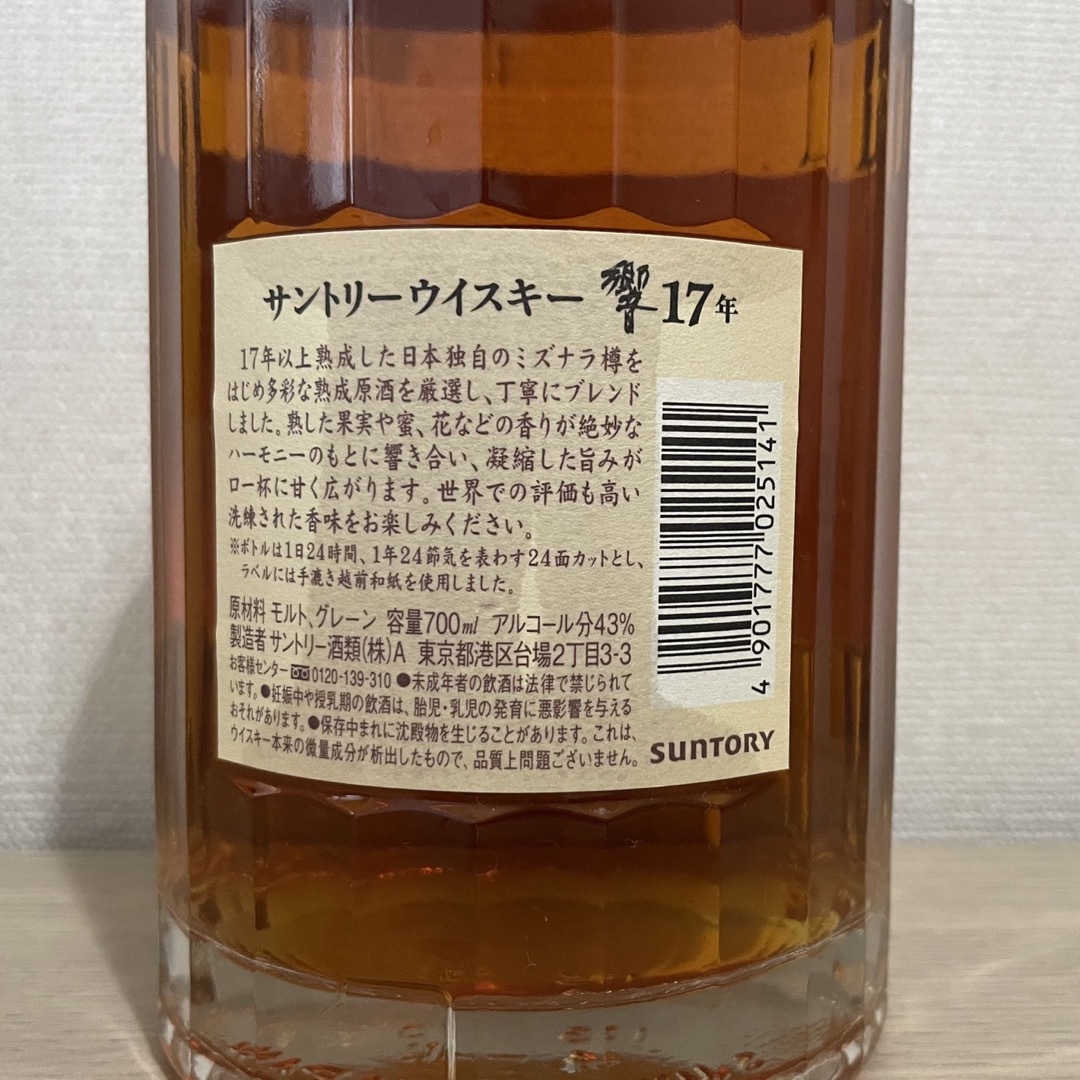 サントリーウイスキー 響 17年
17年以上熟成した日本独自のミズナラ樽を
はじめ多彩な熟成原酒を厳選し、丁寧にブレンド
しました。熟した果実や蜜、花などの香りが絶妙な
ハーモニーのもとに響き合い、凝縮した旨みが
口一杯に甘く広がります。世界での評価も高い
洗練された香味をお楽しみください。
※ボトルは1日24時間、1年24節気を表わす24面カットとし、
ラベルには手漉き越前和紙を使用しました。
原材料 モルト、グレーン 容量700ml アルコール分43%
製造者 サントリー酒類(株)A 東京都港区台場2丁目3-3
お客様センター 0120-139-310 ●未成年者の飲酒は法律で禁じられて
います。●妊娠中や授乳期の飲酒は、胎児・乳児の発育に悪影響を与える
おそれがあります。●保存中まれに沈殿物を生じることがあります。これは、
ウイスキー本来の微量成分が析出したもので、品質上問題ございません。
SUNTORY
4 901777 025141